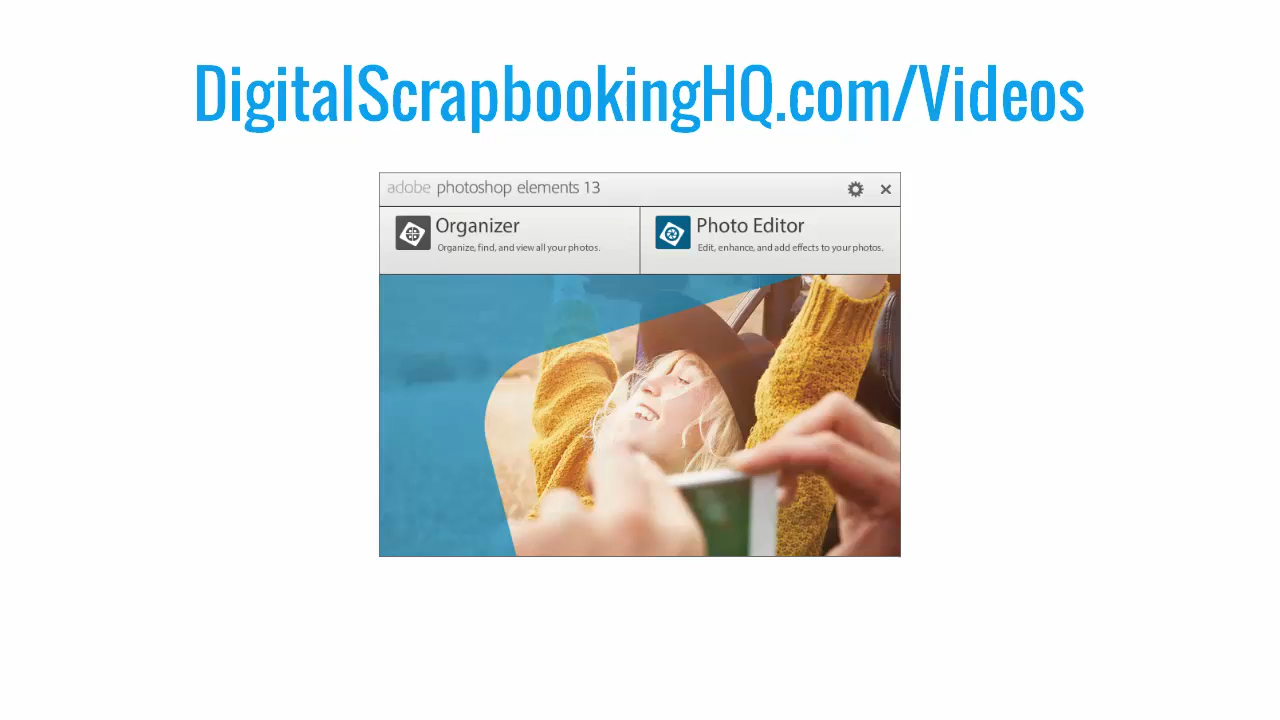 DigitalScrapbookingHQ.com/Videos
adobe photoshop elements 13
Organizer
Organize, find, and view all your photos.
Photo Editor
Edit, enhance, and add effects to your photos.